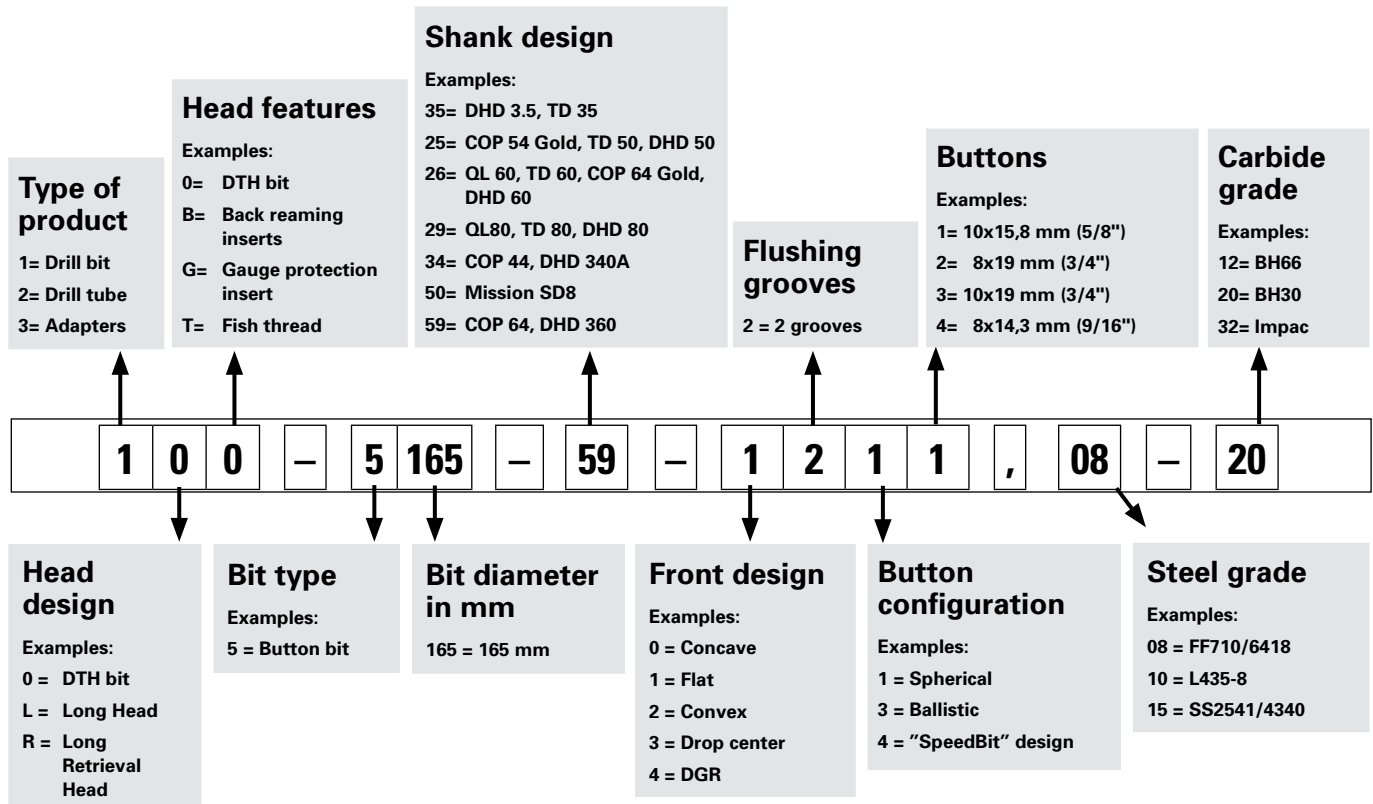 Type of
product
1= Drill bit
2= Drill tube
3= Adapters
Head features
Examples:
0= DTH bit
B= Back reaming
inserts
G= Gauge protection
insert
T= Fish thread
Shank design
Examples:
35= DHD 3.5, TD 35
25= COP 54 Gold, TD 50, DHD 50
26= QL 60, TD 60, COP 64 Gold,
DHD 60
29= QL80, TD 80, DHD 80
34= COP 44, DHD 340A
50= Mission SD8
59= COP 64, DHD 360
Flushing
grooves
2 = 2 grooves
Buttons
Examples:
1= 10x15,8 mm (5/8")
2= 8x19 mm (3/4")
3= 10x19 mm (3/4")
4= 8x14,3 mm (9/16")
Carbide
grade
Examples:
12= BH66
20= BH30
32= Impac
1 0 0 – 5 165 – 59 – 1 2 1 1 , 08 – 20
Head
design
Examples:
0 = DTH bit
L = Long Head
R = Long
Retrieval
Head
Bit type
Examples:
5 = Button bit
Bit diameter
in mm
165 = 165 mm
Front design
Examples:
0 = Concave
1 = Flat
2 = Convex
3 = Drop center
4 = DGR
Button
configuration
Examples:
1 = Spherical
3 = Ballistic
4 = ”SpeedBit” design
Steel grade
Examples:
08 = FF710/6418
10 = L435-8
15 = SS2541/4340